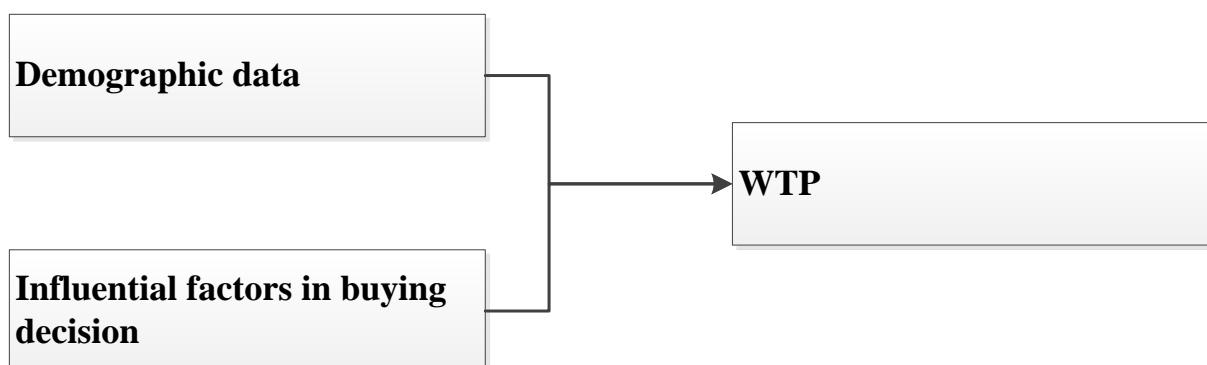 Demographic data
WTP
Influential factors in buying
decision